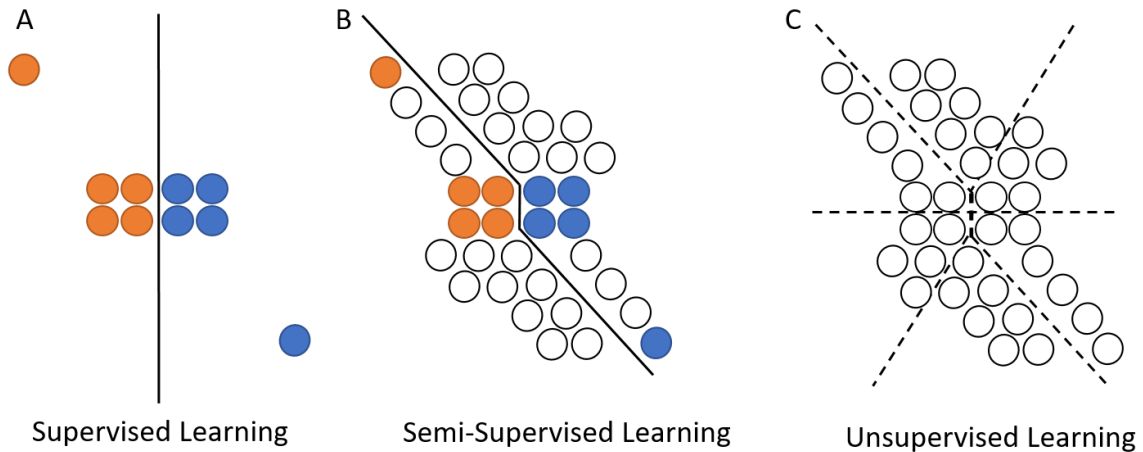 A
B
C
Supervised Learning
Semi-Supervised Learning
Unsupervised Learning